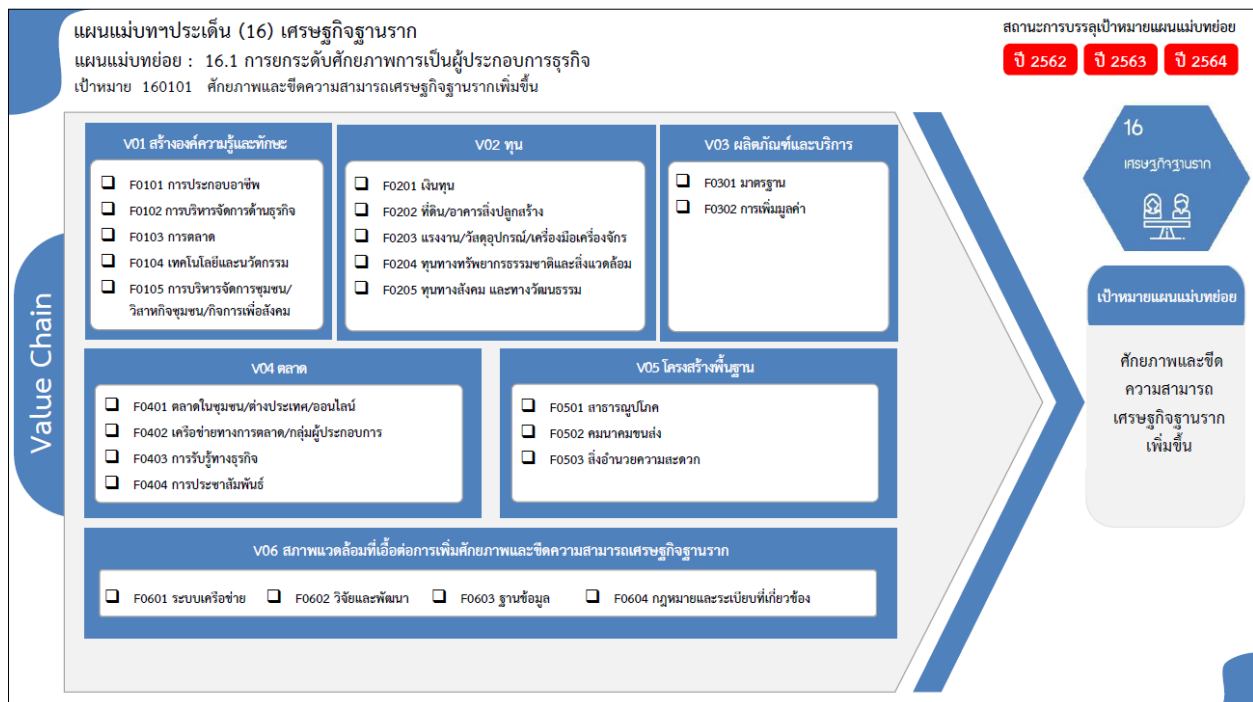 แผนแม่บทฯประเด็น (16) เศรษฐกิจฐานราก
แผนแม่บทย่อย : 16.1 การยกระดับศักยภาพการเป็นผู้ประกอบการธุรกิจ
เป้าหมาย 160101 ศักยภาพและขีดความสามารถเศรษฐกิจฐานรากเพิ่มขึ้น
สถานะการบรรลุเป้าหมายแผนแม่บทย่อย
ปี 2562 ปี 2563 ปี 2564
Value Chain
V01 สร้างองค์ความรู้และทักษะ
F0101 การประกอบอาชีพ
F0102 การบริหารจัดการด้านธุรกิจ
F0103 การตลาด
F0104 เทคโนโลยีและนวัตกรรม
F0105 การบริหารจัดการชุมชน/
วิสาหกิจชุมชน/กิจการเพื่อสังคม
V02 ทุน
F0201 เงินทุน
F0202 ที่ดิน/อาคารสิ่งปลูกสร้าง
F0203 แรงงาน/วัสดุอุปกรณ์/เครื่องมือเครื่องจักร
F0204 ทุนทางทรัพยากรธรรมชาติและสิ่งแวดล้อม
F0205 ทุนทางสังคม และทางวัฒนธรรม
V03 ผลิตภัณฑ์และบริการ
F0301 มาตรฐาน
F0302 การเพิ่มมูลค่า
V04 ตลาด
F0401 ตลาดในชุมชน/ต่างประเทศ/ออนไลน์
F0402 เครือข่ายทางการตลาด/กลุ่มผู้ประกอบการ
F0403 การรับรู้ทางธุรกิจ
F0404 การประชาสัมพันธ์
V05 โครงสร้างพื้นฐาน
F0501 สาธารณูปโภค
F0502 คมนาคมขนส่ง
F0503 สิ่งอำนวยความสะดวก
V06 สภาพแวดล้อมที่เอื้อต่อการเพิ่มศักยภาพและขีดความสามารถเศรษฐกิจฐานราก
F0601 ระบบเครือข่าย F0602 วิจัยและพัฒนา F0603 ฐานข้อมูล F0604 กฎหมายและระเบียบที่เกี่ยวข้อง
16
เศรษฐกิจฐานราก
เป้าหมายแผนแม่บทย่อย
ศักยภาพและขีด
ความสามารถ
เศรษฐกิจฐานราก
เพิ่มขึ้น